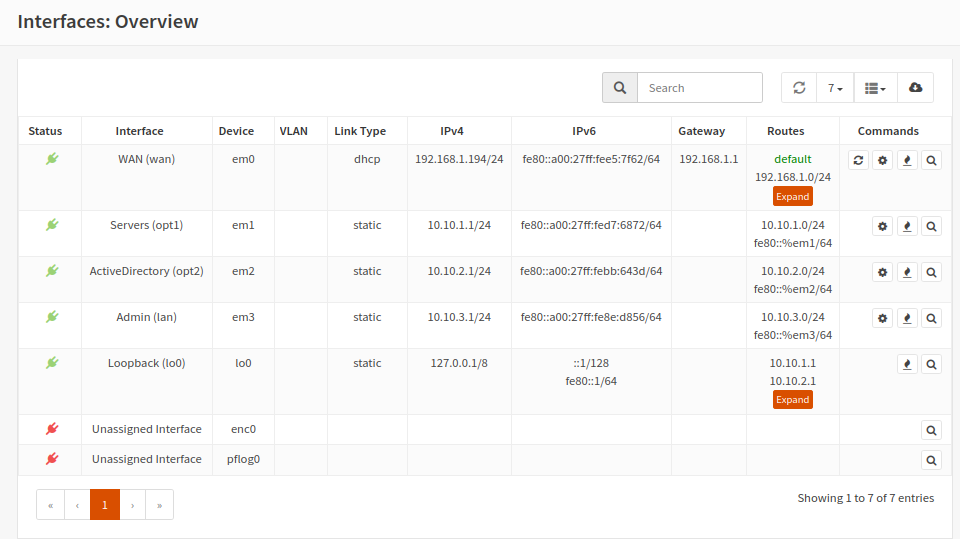 Interfaces: Overview
Search
7
Status Interface Device VLAN Link Type IPv4 IPv6 Gateway Routes Commands
WAN (wan) em0 dhcp 192.168.1.194/24 fe80::a00:27ff:fee5:7f62/64 192.168.1.1 default
192.168.1.0/24
Expand
Servers (opt1) em1 static 10.10.1.1/24 fe80::a00:27ff:fed7:6872/64 10.10.1.0/24
fe80::%em1/64
ActiveDirectory (opt2) em2 static 10.10.2.1/24 fe80::a00:27ff:febb:643d/64 10.10.2.0/24
fe80::%em2/64
Admin (lan) em3 static 10.10.3.1/24 fe80::a00:27ff:fe8e:d856/64 10.10.3.0/24
fe80::%em3/64
Loopback (lo0) lo0 static 127.0.0.1/8 ::1/128 10.10.1.1
fe80::1/64 10.10.2.1
Expand
Unassigned Interface enc0
Unassigned Interface pflog0
« ‹ 1 › »
Showing 1 to 7 of 7 entries